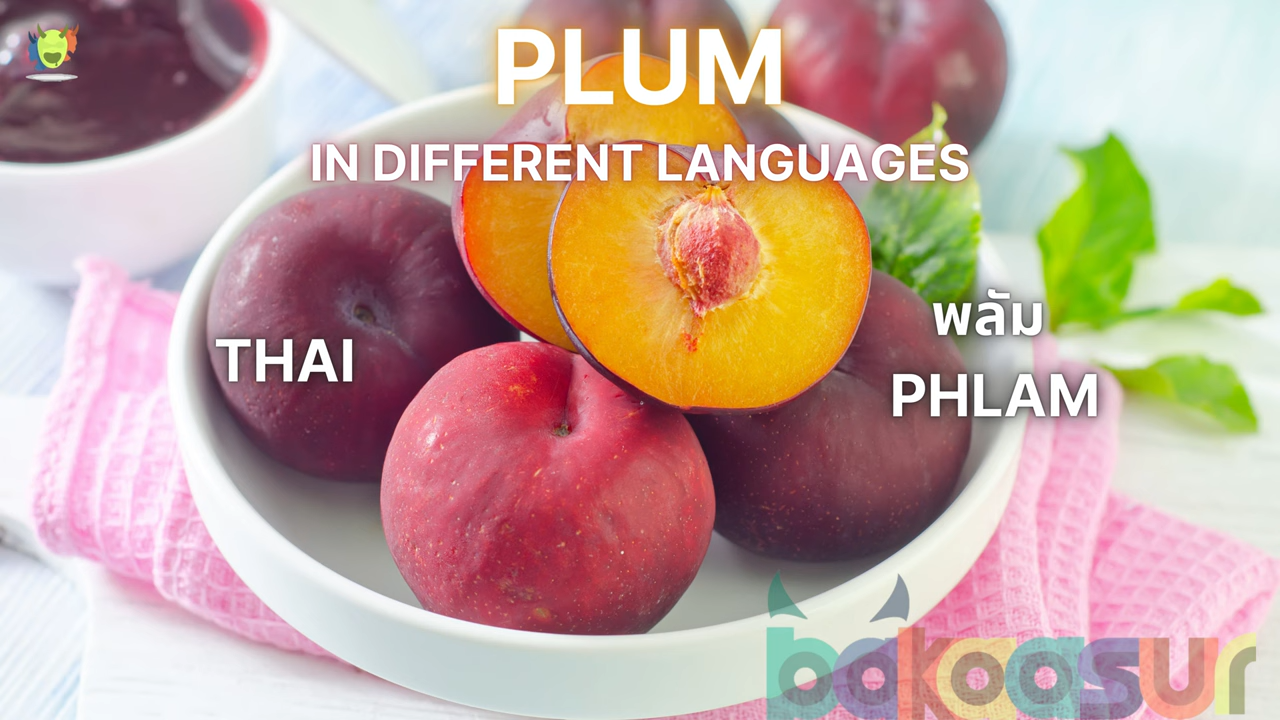 PLUM
IN DIFFERENT LANGUAGES
THAI
พลัม
PHLAM
bakaasur